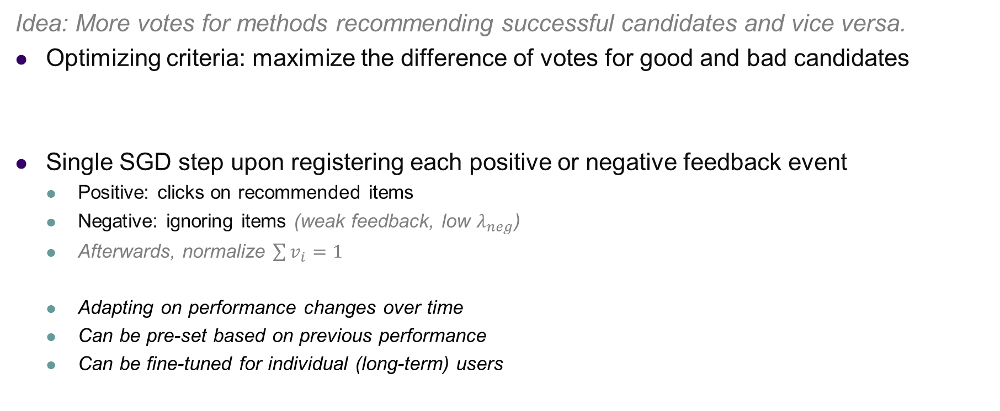 Idea: More votes for methods recommending successful candidates and vice versa.
● Optimizing criteria: maximize the difference of votes for good and bad candidates
● Single SGD step upon registering each positive or negative feedback event
● Positive: clicks on recommended items
● Negative: ignoring items (weak feedback, low λ_neg)
● Afterwards, normalize ∑ v_i = 1
● Adapting on performance changes over time
● Can be pre-set based on previous performance
● Can be fine-tuned for individual (long-term) users